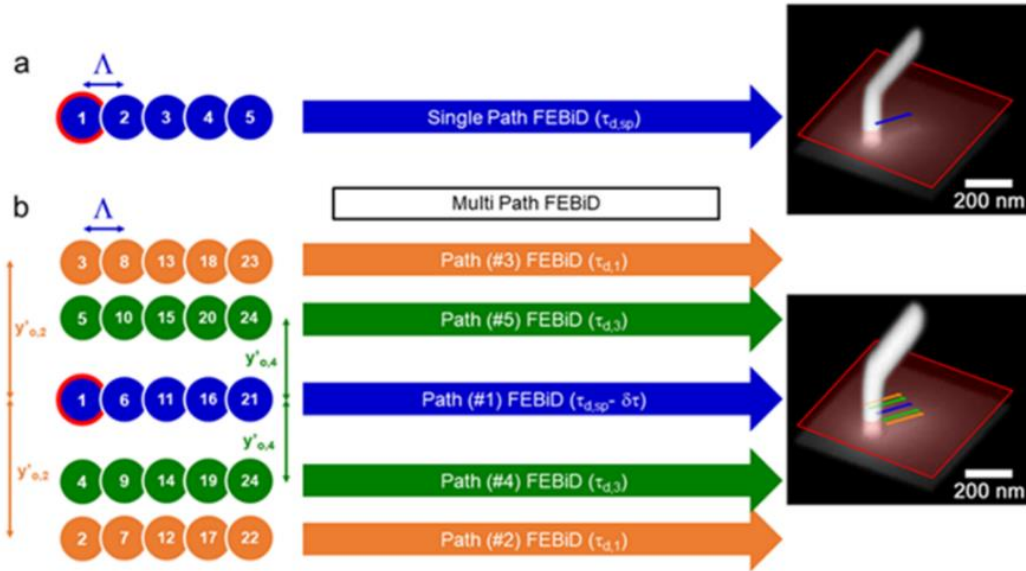 a
Λ
1 2 3 4 5
Single Path FEBiD (τd,sp)
200 nm
b
Λ
Multi Path FEBiD
3 8 13 18 23
Path (#3) FEBiD (τd,1)
y'o,2
5 10 15 20 24
Path (#5) FEBiD (τd,3)
y'o,4
1 6 11 16 21
Path (#1) FEBiD (τd,sp- δτ)
y'o,4
y'o,2
4 9 14 19 24
Path (#4) FEBiD (τd,3)
200 nm
2 7 12 17 22
Path (#2) FEBiD (τd,1)